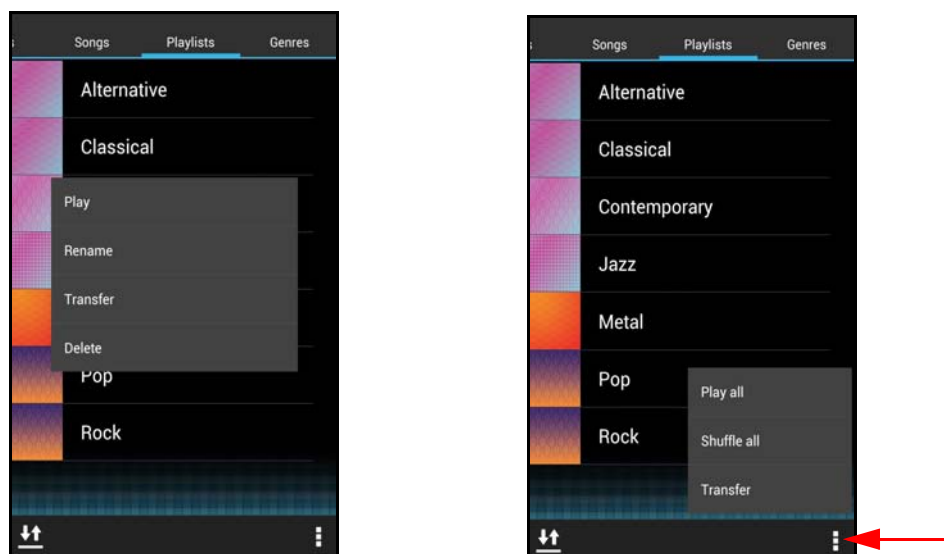 Songs Playlists Genres
Alternative
Classical
Play
Rename
Transfer
Delete
Pop
Rock
Songs Playlists Genres
Alternative
Classical
Contemporary
Jazz
Metal
Pop
Rock
Play all
Shuffle all
Transfer